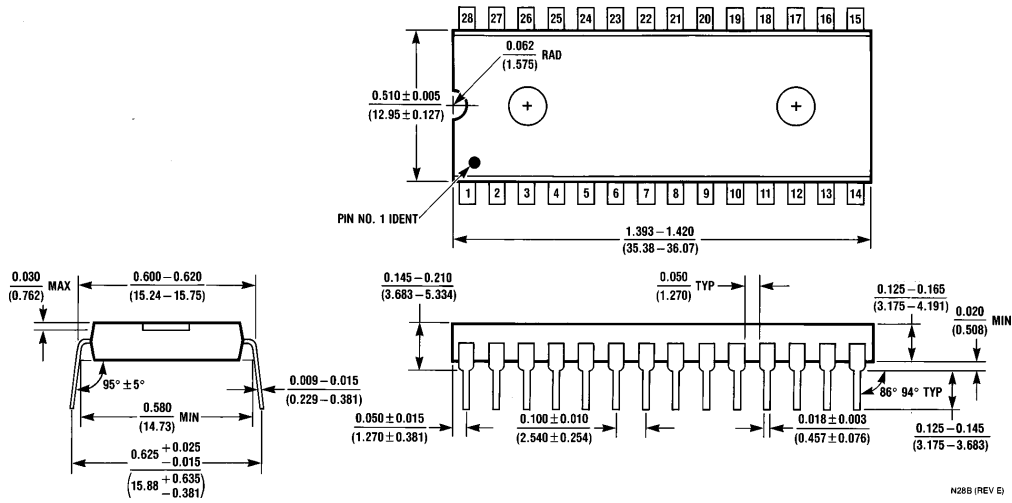 28 27 26 25 24 23 22 21 20 19 18 17 16 15
0.062
(1.575)
RAD
0.510 ± 0.005
(12.95 ± 0.127)
1 2 3 4 5 6 7 8 9 10 11 12 13 14
PIN NO. 1 IDENT
1.393 – 1.420
(35.38 – 36.07)
0.030
(0.762)
MAX
0.600 – 0.620
(15.24 – 15.75)
95° ± 5°
0.009 – 0.015
(0.229 – 0.381)
0.580
(14.73)
MIN
0.625 + 0.025
– 0.015
(15.88 + 0.635
– 0.381)
0.145 – 0.210
(3.683 – 5.334)
0.050
(1.270)
TYP
0.125 – 0.165
(3.175 – 4.191)
0.020
(0.508)
MIN
86° 94° TYP
0.050 ± 0.015
(1.270 ± 0.381)
0.100 ± 0.010
(2.540 ± 0.254)
0.018 ± 0.003
(0.457 ± 0.076)
0.125 – 0.145
(3.175 – 3.683)
N28B (REV E)